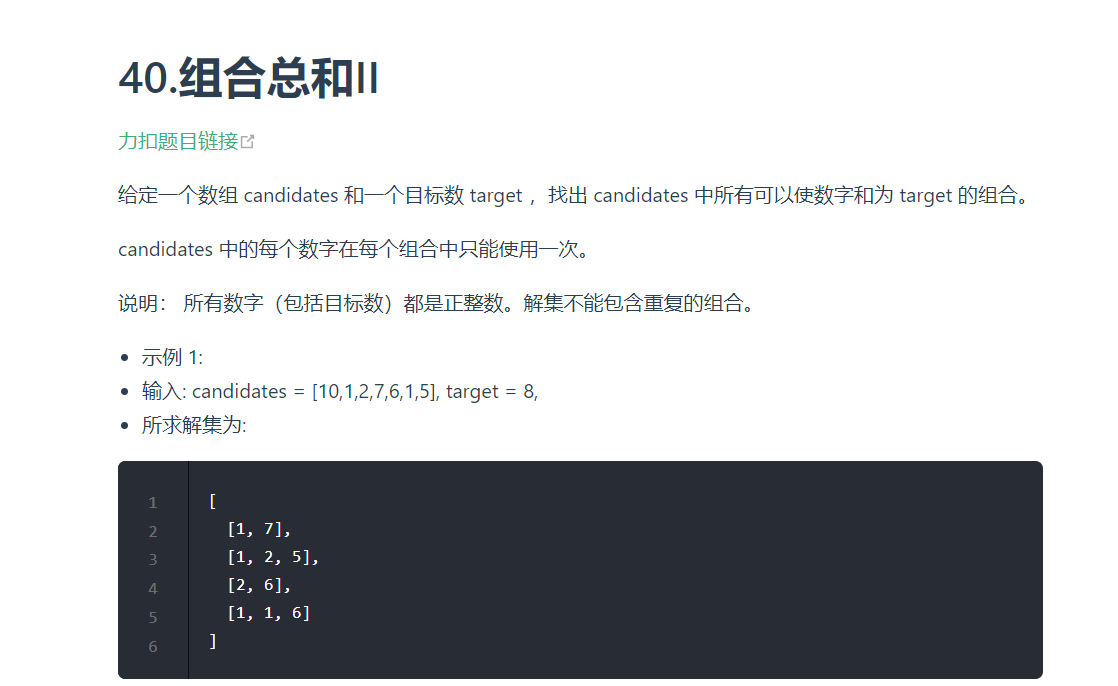 40.组合总和II
力扣题目链接
给定一个数组 candidates 和一个目标数 target ，找出 candidates 中所有可以使数字和为 target 的组合。
candidates 中的每个数字在每个组合中只能使用一次。
说明： 所有数字（包括目标数）都是正整数。解集不能包含重复的组合。
• 示例 1:
• 输入: candidates = [10,1,2,7,6,1,5], target = 8,
• 所求解集为:
1 [
2   [1, 7],
3   [1, 2, 5],
4   [2, 6],
5   [1, 1, 6]
6 ]